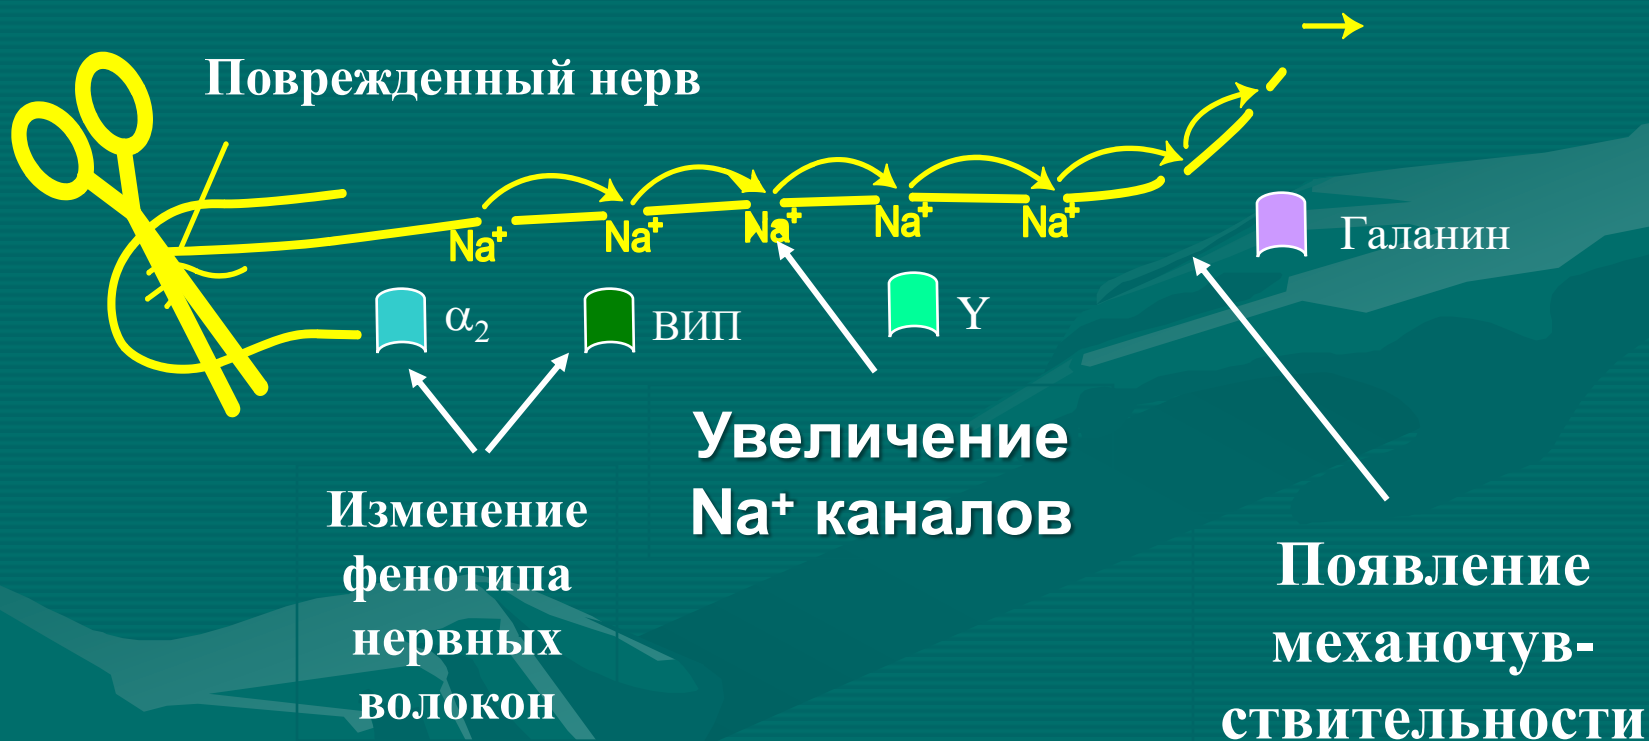 Поврежденный нерв
Na⁺ Na⁺ Na⁺ Na⁺ Na⁺
Галанин
α₂
ВИП
Y
Увеличение
Na⁺ каналов
Изменение
фенотипа
нервных
волокон
Появление
механочув-
ствительности